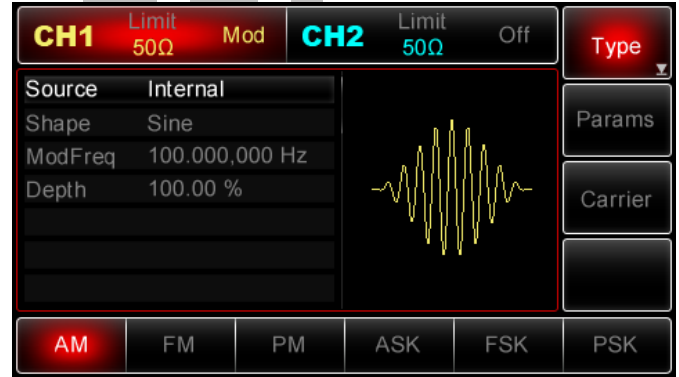 CH1 Limit 50Ω Mod CH2 Limit 50Ω Off Type
Source Internal
Shape Sine Params
ModFreq 100.000,000 Hz
Depth 100.00 % Carrier
AM FM PM ASK FSK PSK